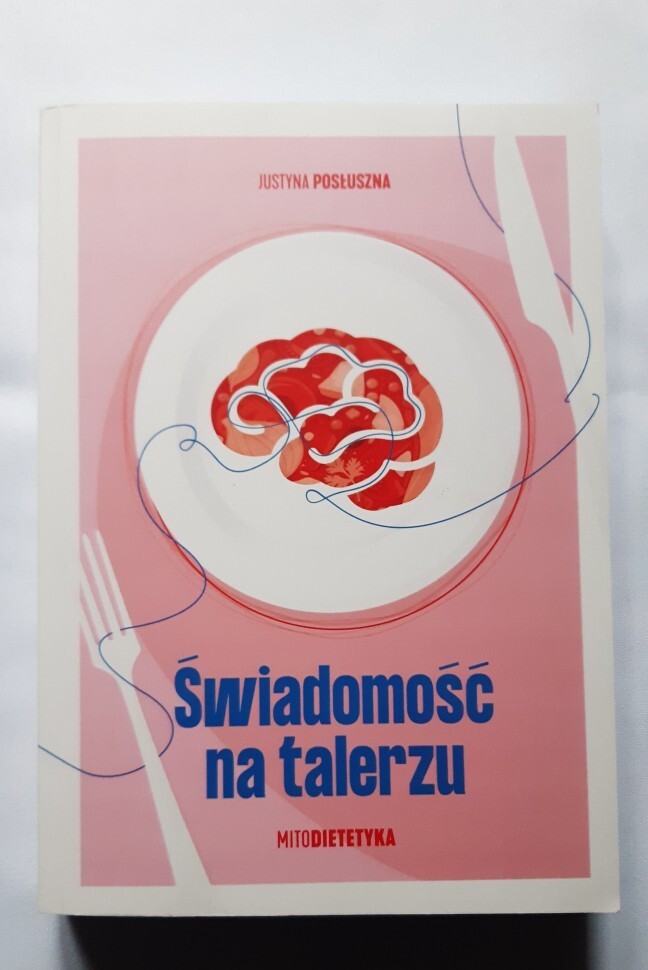 JUSTYNA POSŁUSZNA
Świadomość
na talerzu
MITODIETETYKA